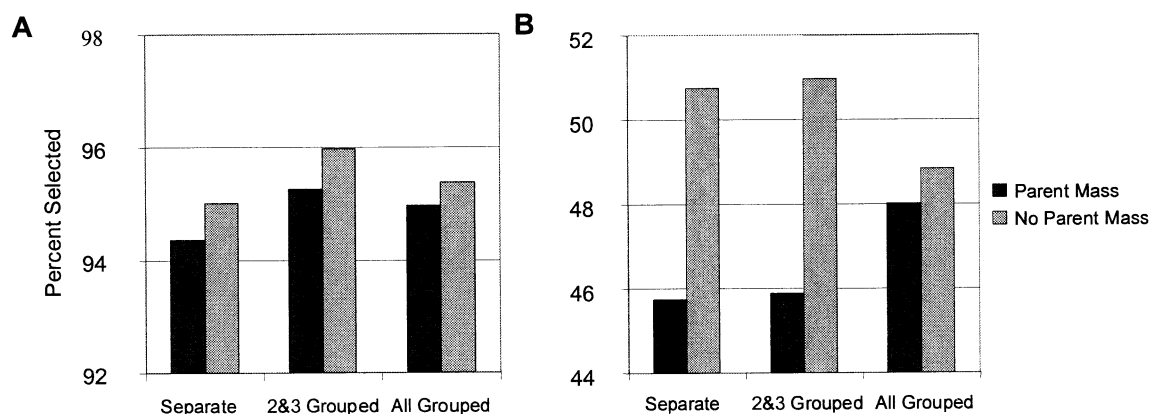 A
98
96
94
92
Percent Selected
Separate
2&3 Grouped
All Grouped
B
52
50
48
46
44
Separate
2&3 Grouped
All Grouped
Parent Mass
No Parent Mass